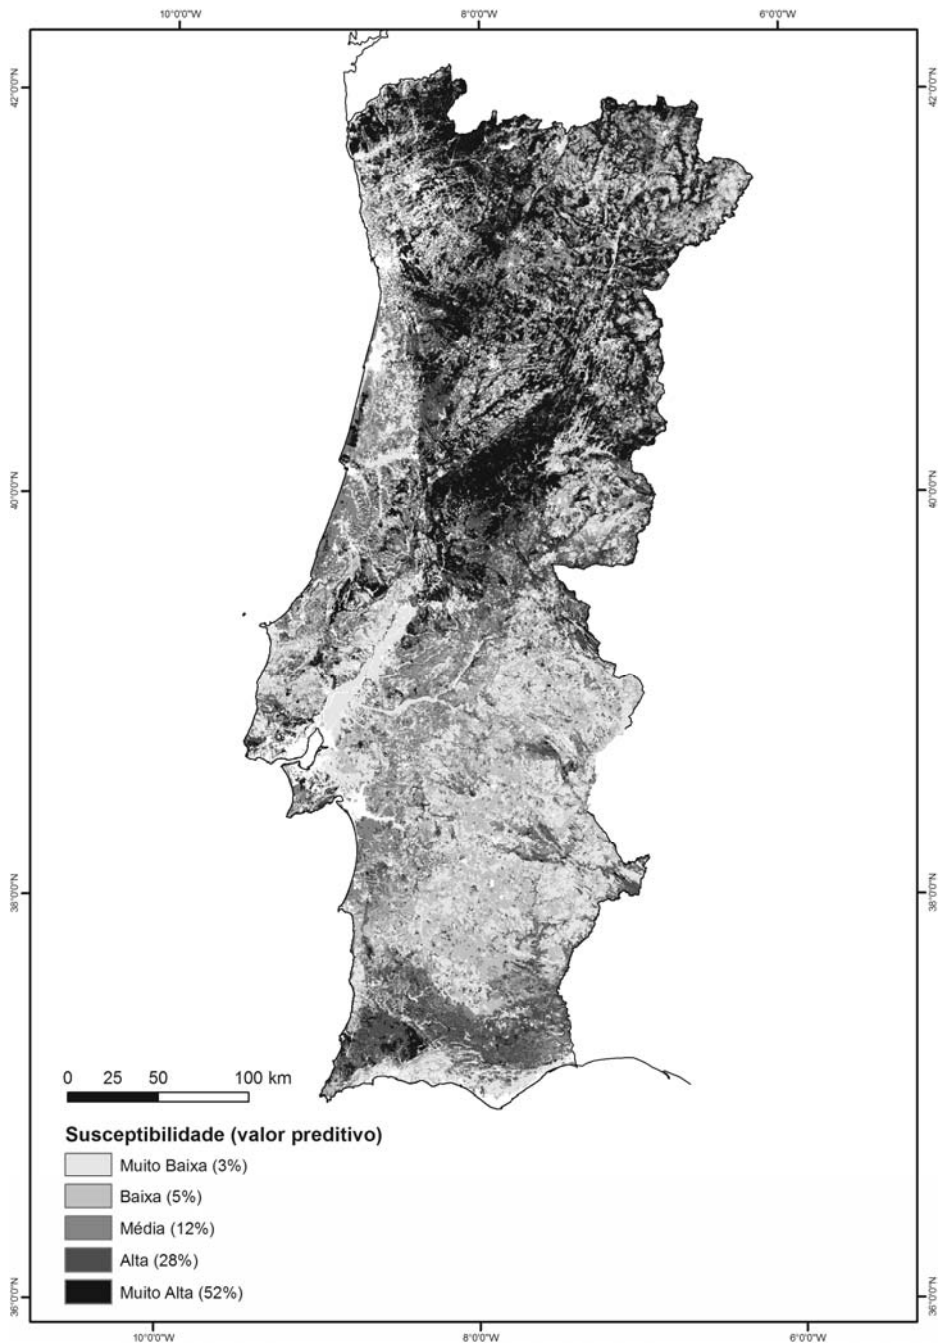 10°0'0"W 8°0'0"W 6°0'0"W
42°0'0"N 42°0'0"N
40°0'0"N 40°0'0"N
38°0'0"N 38°0'0"N
0 25 50 100 km
Susceptibilidade (valor preditivo)
Muito Baixa (3%)
Baixa (5%)
Média (12%)
Alta (28%)
Muito Alta (52%)
36°0'0"N 36°0'0"N
10°0'0"W 8°0'0"W 6°0'0"W